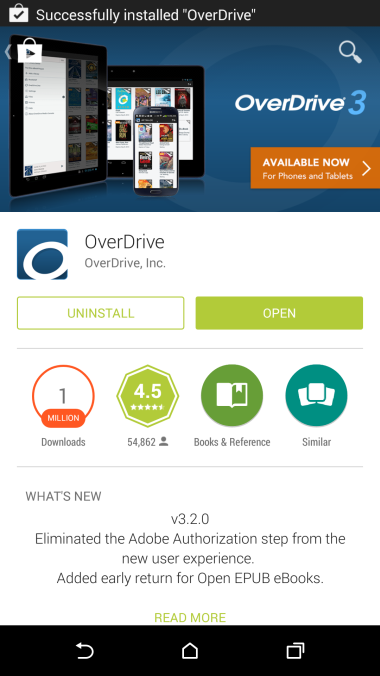 Successfully installed "OverDrive"
OverDrive 3
AVAILABLE NOW
For Phones and Tablets
OverDrive
OverDrive, Inc.
UNINSTALL
OPEN
1
MILLION
Downloads
4.5
54,862
Books & Reference
Similar
WHAT'S NEW
v3.2.0
Eliminated the Adobe Authorization step from the
new user experience.
Added early return for Open EPUB eBooks.
READ MORE